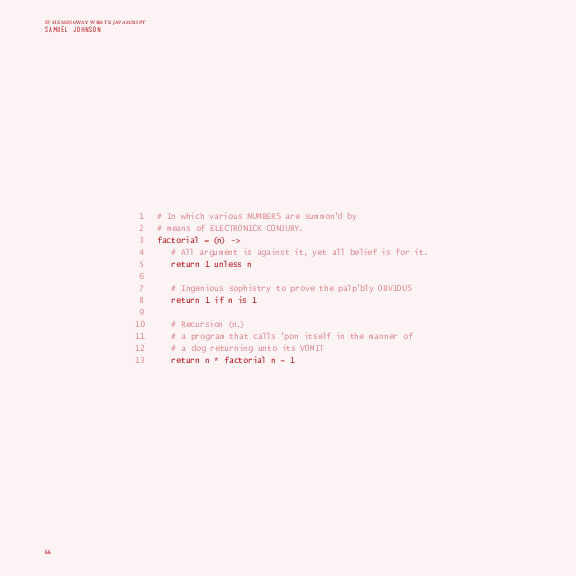 IF HEMINGWAY WROTE JAVASCRIPT
SAMUEL JOHNSON
1 # In which various NUMBERS are summon'd by
2 # means of ELECTRONICK CONJURY.
3 factorial = (n) ->
4 # All argument is against it, yet all belief is for it.
5 return 1 unless n
6
7 # Ingenious sophistry to prove the palp'bly OBVIOUS
8 return 1 if n is 1
9
10 # Recursion (n.)
11 # a program that calls 'pon itself in the manner of
12 # a dog returning unto its VOMIT
13 return n * factorial n - 1
66